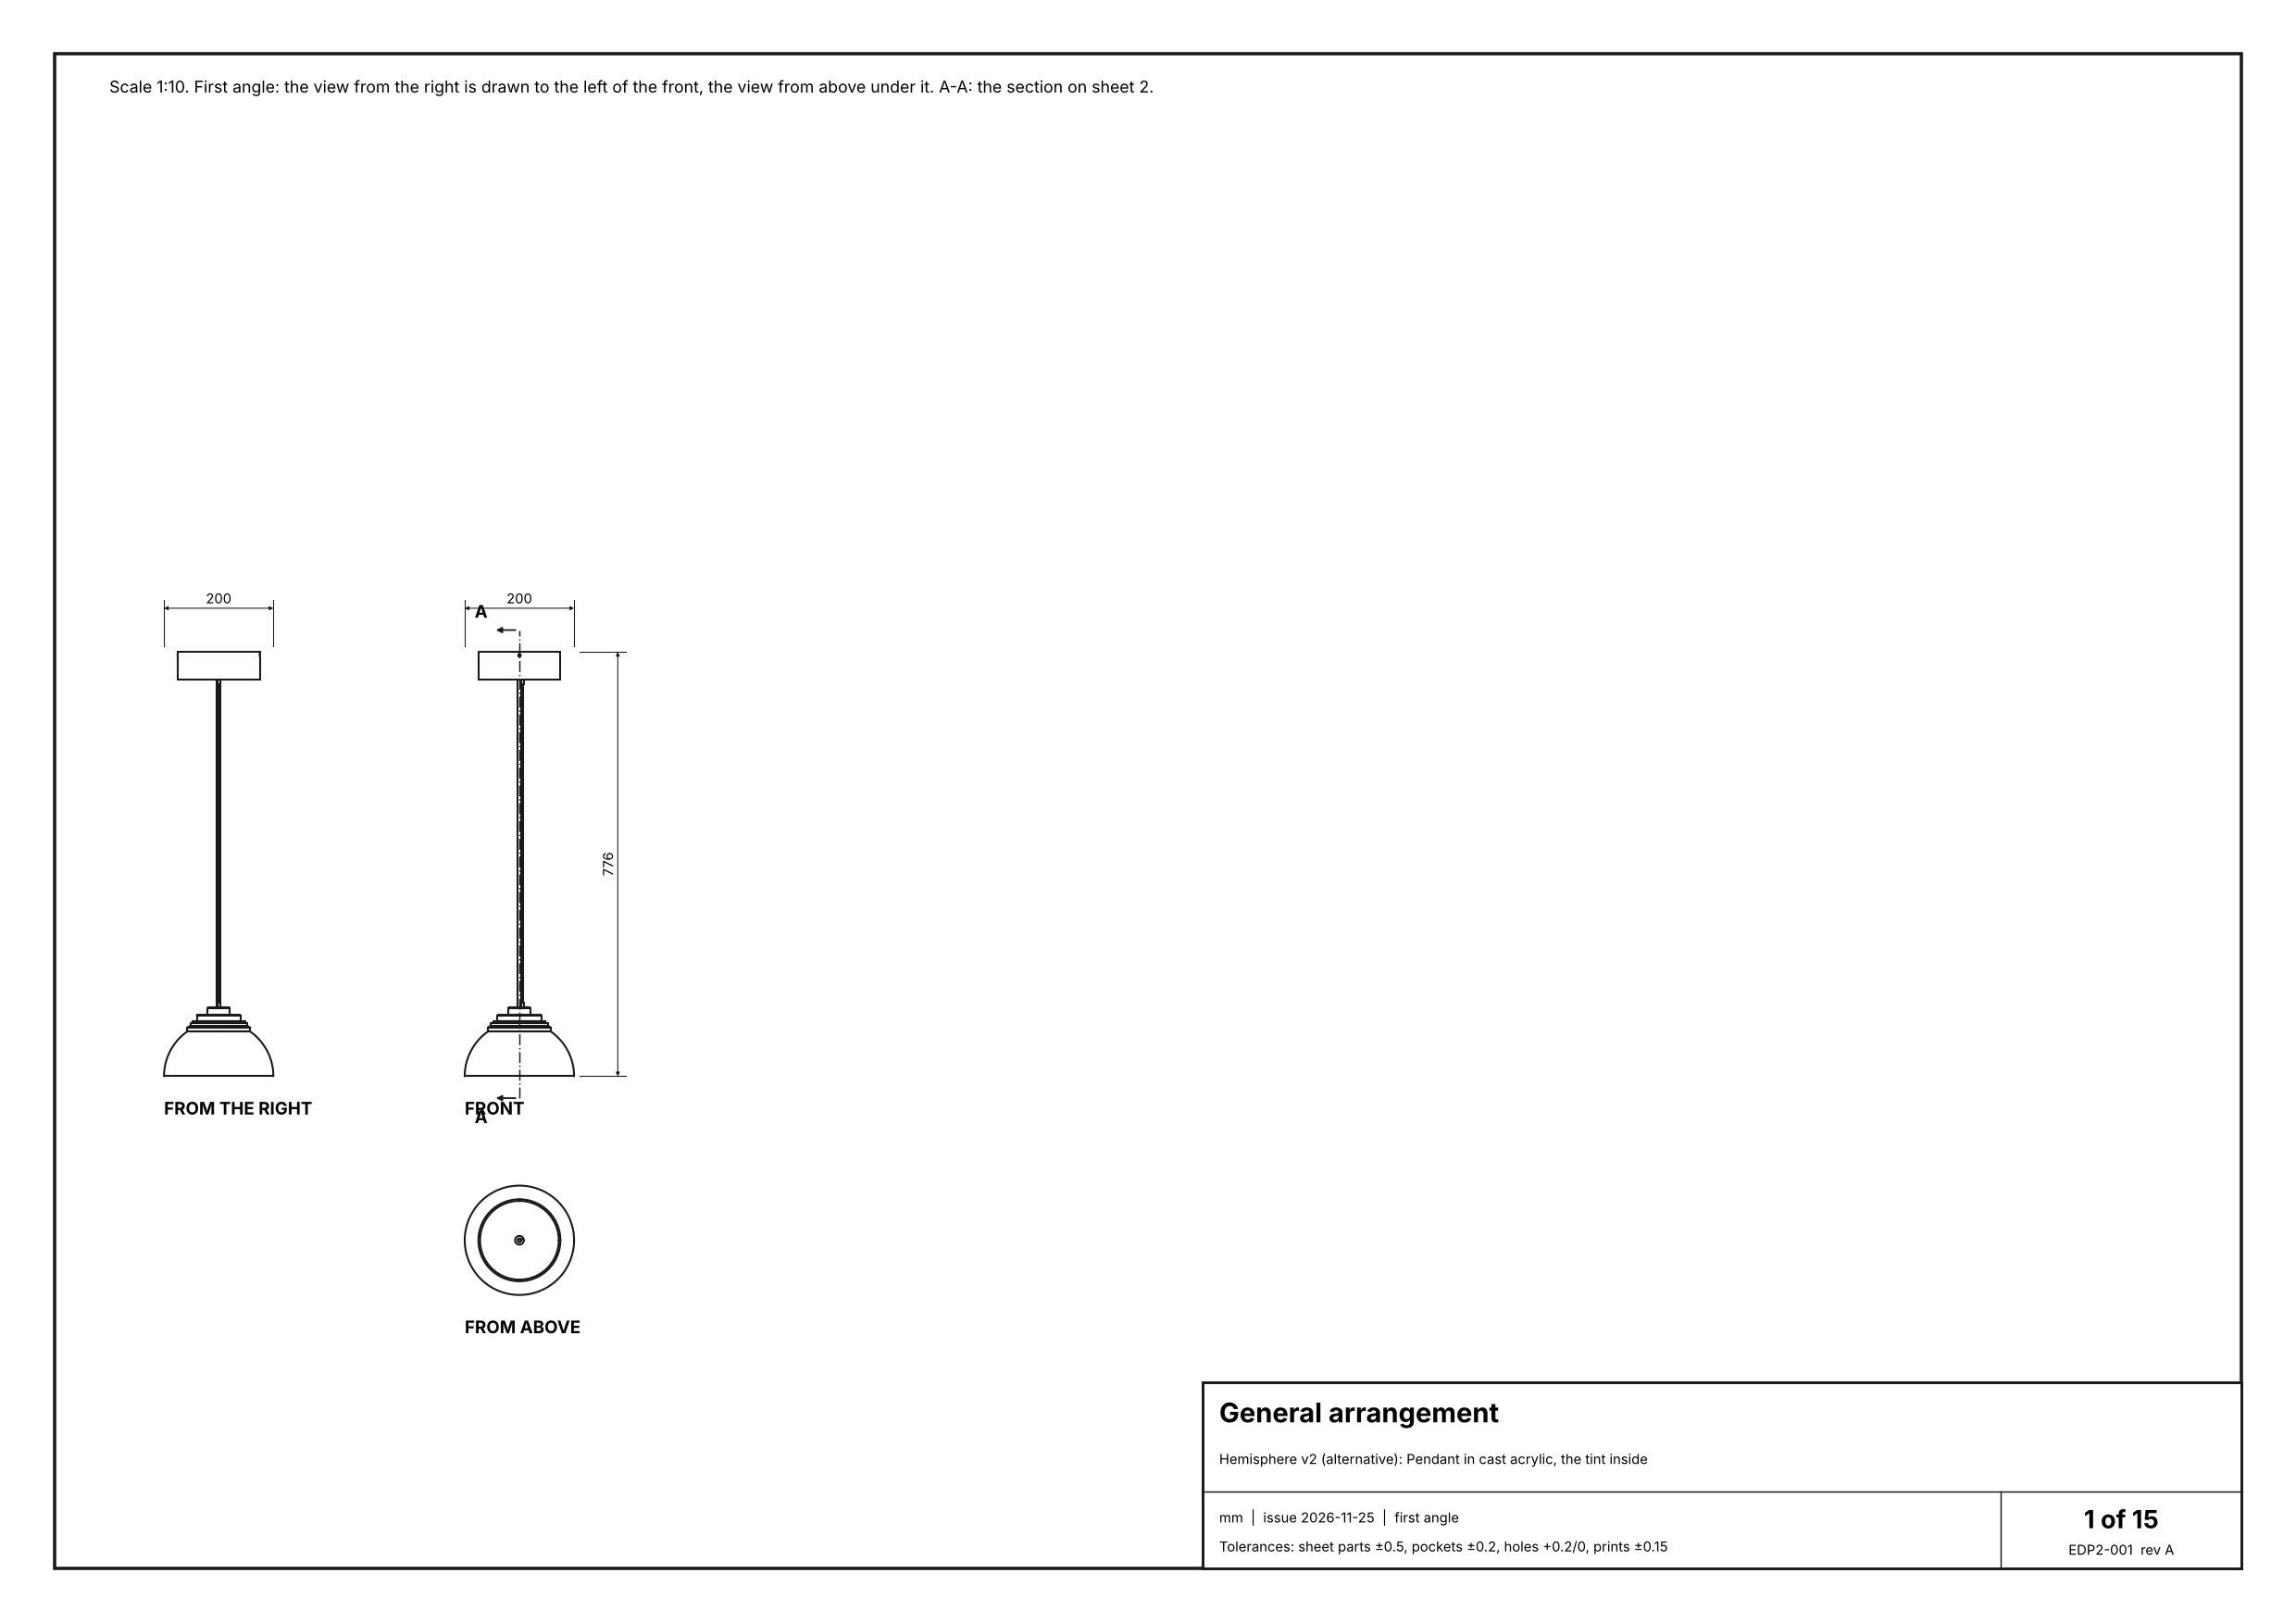 Scale 1:10. First angle: the view from the right is drawn to the left of the front, the view from above under it. A-A: the section on sheet 2.
200
200
A
776
FROM THE RIGHT
FRONT
A
FROM ABOVE
General arrangement
Hemisphere v2 (alternative): Pendant in cast acrylic, the tint inside
mm | issue 2026-11-25 | first angle
Tolerances: sheet parts ±0.5, pockets ±0.2, holes +0.2/0, prints ±0.15
1 of 15
EDP2-001 rev A